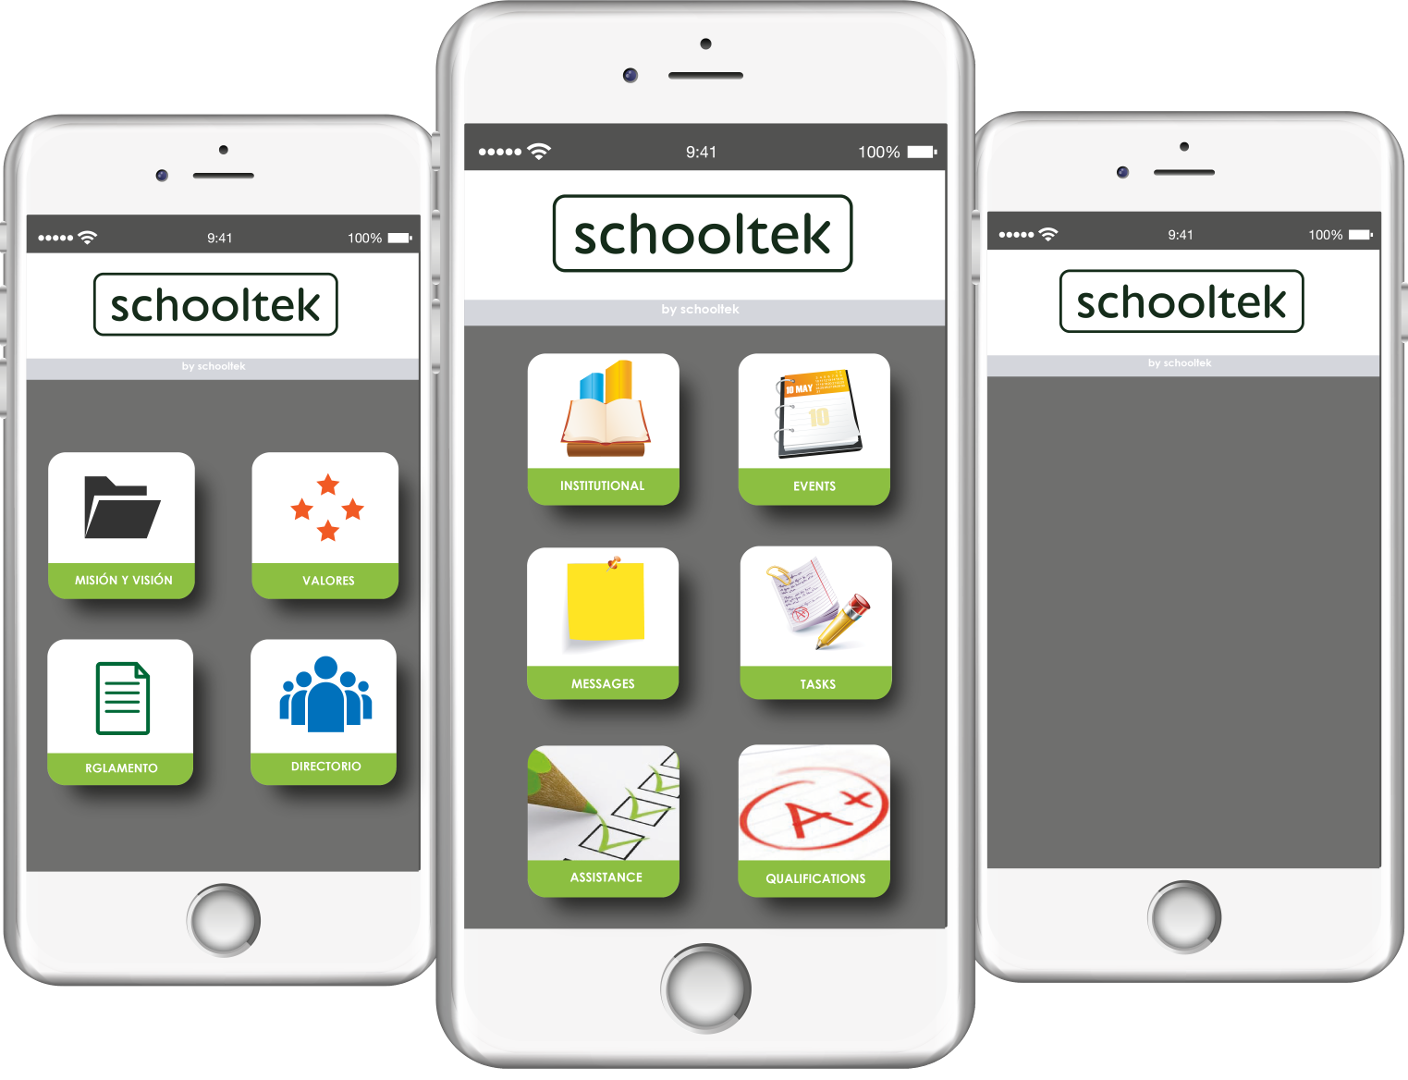 9:41
100%
schooltek
by schooltek
MISIÓN Y VISIÓN
VALORES
RGLAMENTO
DIRECTORIO
9:41
100%
schooltek
by schooltek
10 MAY
10
INSTITUTIONAL
EVENTS
MESSAGES
A+
TASKS
ASSISTANCE
A+
QUALIFICATIONS
9:41
100%
schooltek
by schooltek